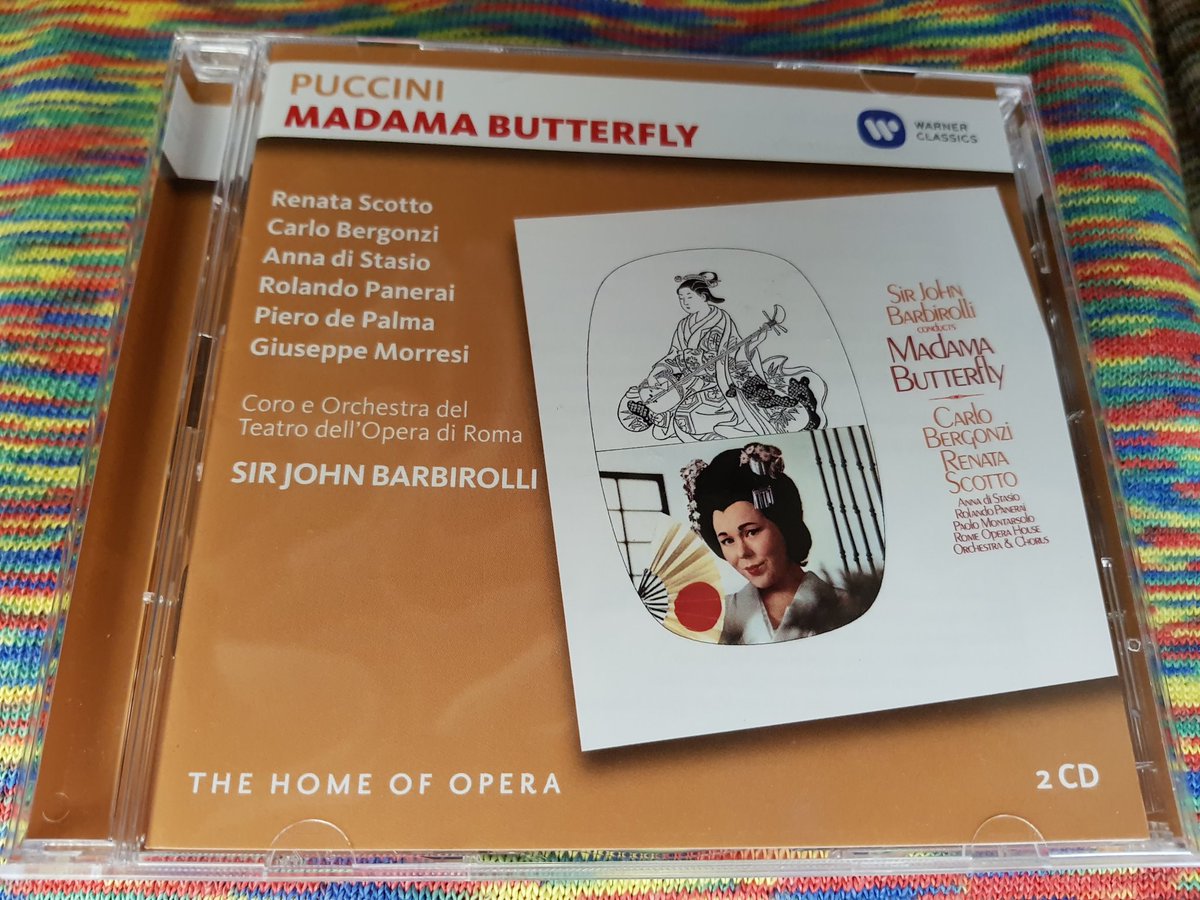 PUCCINI
MADAMA BUTTERFLY
WARNER
CLASSICS
Renata Scotto
Carlo Bergonzi
Anna di Stasio
Rolando Panerai
Piero de Palma
Giuseppe Morresi
Coro e Orchestra del
Teatro dell'Opera di Roma
SIR JOHN BARBIROLLI
Sir John
Barbirolli
conducts
Madama
Butterfly
Carlo
Bergonzi
Renata
Scotto
Anna di Stasio
Rolando Panerai
Paolo Montarsolo
Rome Opera House
Orchestra & Chorus
THE HOME OF OPERA
2 CD